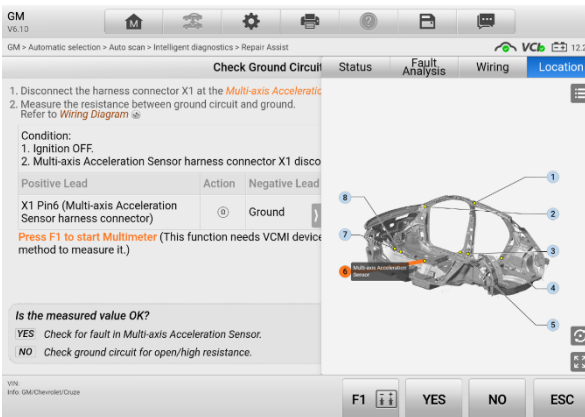 GM
V6.10
GM > Automatic selection > Auto scan > Intelligent diagnostics > Repair Assist
VCI 12.2
Check Ground Circuit
Status
Fault Analysis
Wiring
Location
1. Disconnect the harness connector X1 at the Multi-axis Acceleratio
2. Measure the resistance between ground circuit and ground.
Refer to Wiring Diagram
Condition:
1. Ignition OFF.
2. Multi-axis Acceleration Sensor harness connector X1 disco
Positive Lead Action Negative Lead
X1 Pin6 (Multi-axis Acceleration
Sensor harness connector)
Ground
Press F1 to start Multimeter (This function needs VCMI device
method to measure it.)
Is the measured value OK?
YES Check for fault in Multi-axis Acceleration Sensor.
NO Check ground circuit for open/high resistance.
1
2
3
4
5
6
7
8
Multi-axis Acceleration
Sensor
VIN:
Info: GM/Chevrolet/Cruze
F1
YES
NO
ESC